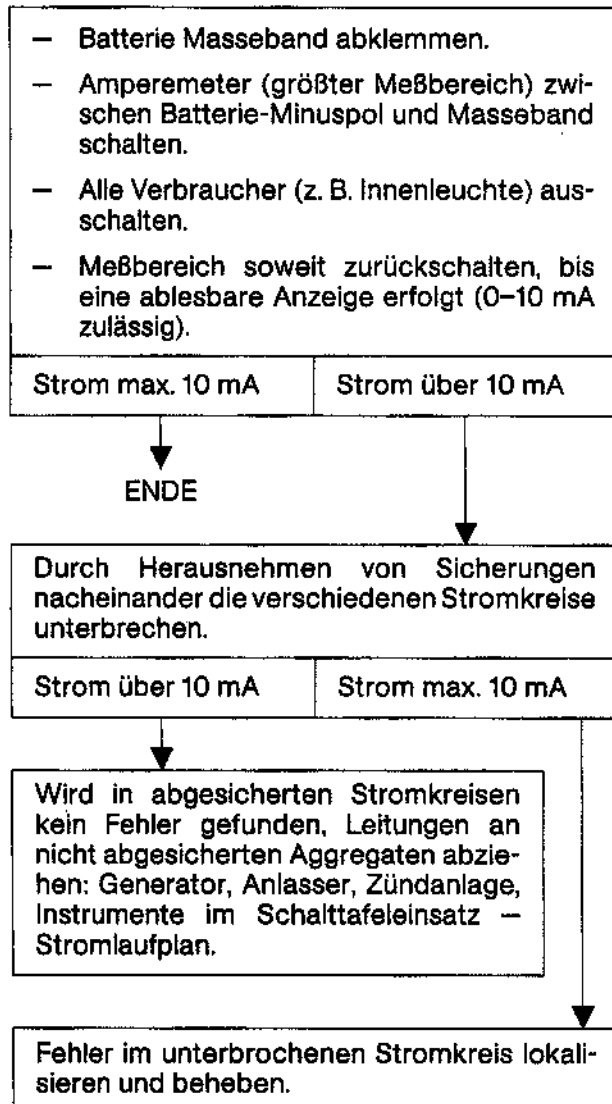 – Batterie Masseband abklemmen.
– Amperemeter (größter Meßbereich) zwi-
schen Batterie-Minuspol und Masseband
schalten.
– Alle Verbraucher (z. B. Innenleuchte) aus-
schalten.
– Meßbereich soweit zurückschalten, bis
eine ablesbare Anzeige erfolgt (0–10 mA
zulässig).
Strom max. 10 mA
Strom über 10 mA
ENDE
Durch Herausnehmen von Sicherungen
nacheinander die verschiedenen Stromkreise
unterbrechen.
Strom über 10 mA
Strom max. 10 mA
Wird in abgesicherten Stromkreisen
kein Fehler gefunden, Leitungen an
nicht abgesicherten Aggregaten abzie-
hen: Generator, Anlasser, Zündanlage,
Instrumente im Schalttafeleinsatz –
Stromlaufplan.
Fehler im unterbrochenen Stromkreis lokali-
sieren und beheben.